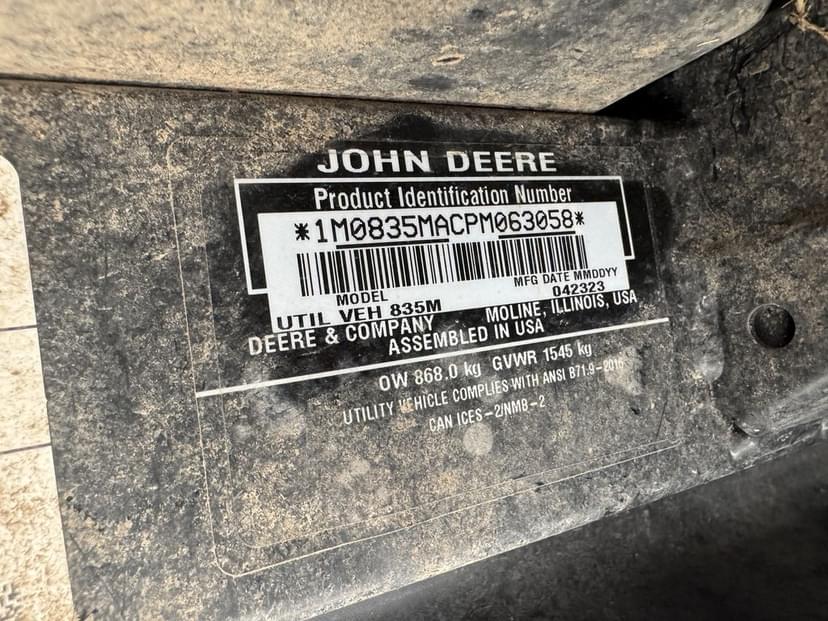 JOHN DEERE
Product Identification Number
*1M0835MACPM063058*
MFG DATE MMDDYY
MODEL
042323
UTIL VEH 835M
DEERE & COMPANY MOLINE, ILLINOIS, USA
ASSEMBLED IN USA
OW 868.0 kg GVWR 1545 kg
UTILITY VEHICLE COMPLIES WITH ANSI B71.9-2016
CAN ICES-2/NMB-2